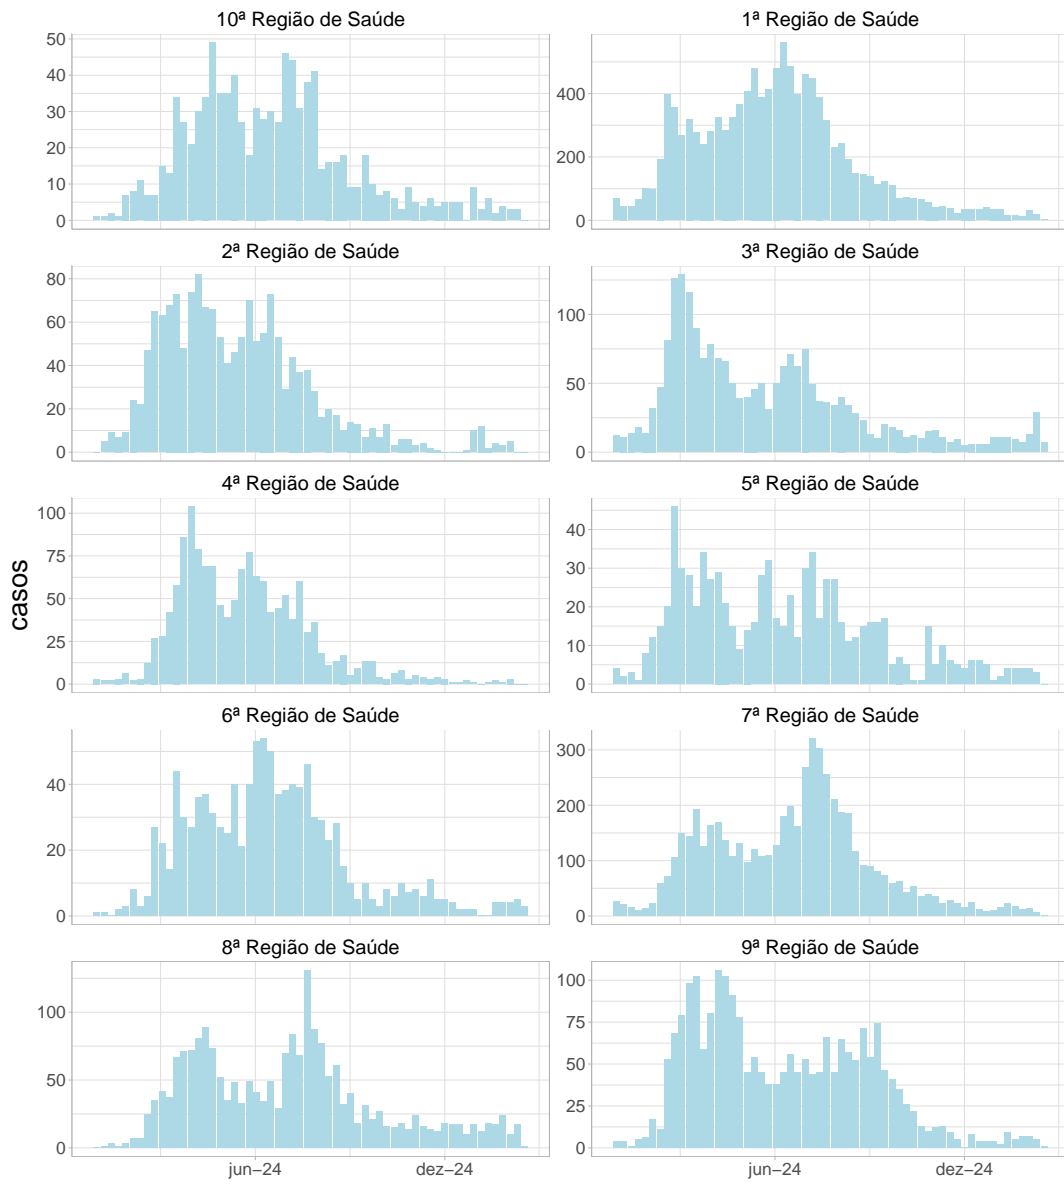 10ª Região de Saúde
1ª Região de Saúde
50
40
30
20
10
0
400
200
0
2ª Região de Saúde
3ª Região de Saúde
80
60
40
20
0
100
50
0
4ª Região de Saúde
5ª Região de Saúde
100
75
50
25
0
40
30
20
10
0
casos
6ª Região de Saúde
7ª Região de Saúde
40
20
0
300
200
100
0
8ª Região de Saúde
9ª Região de Saúde
100
50
0
100
75
50
25
0
jun−24
dez−24
jun−24
dez−24